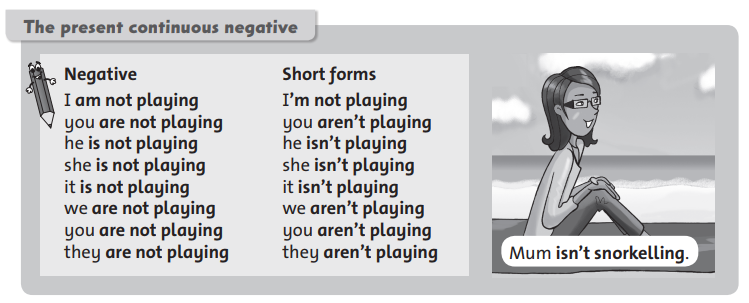 The present continuous negative
Negative
I am not playing
you are not playing
he is not playing
she is not playing
it is not playing
we are not playing
you are not playing
they are not playing
Short forms
I'm not playing
you aren't playing
he isn't playing
she isn't playing
it isn't playing
we aren't playing
you aren't playing
they aren't playing
Mum isn't snorkelling.